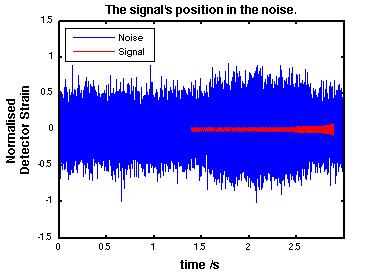 The signal's position in the noise.
1.5
Noise
Signal
1
0.5
0
-0.5
-1
-1.5
Normalised
Detector Strain
0 0.5 1 1.5 2 2.5
time /s